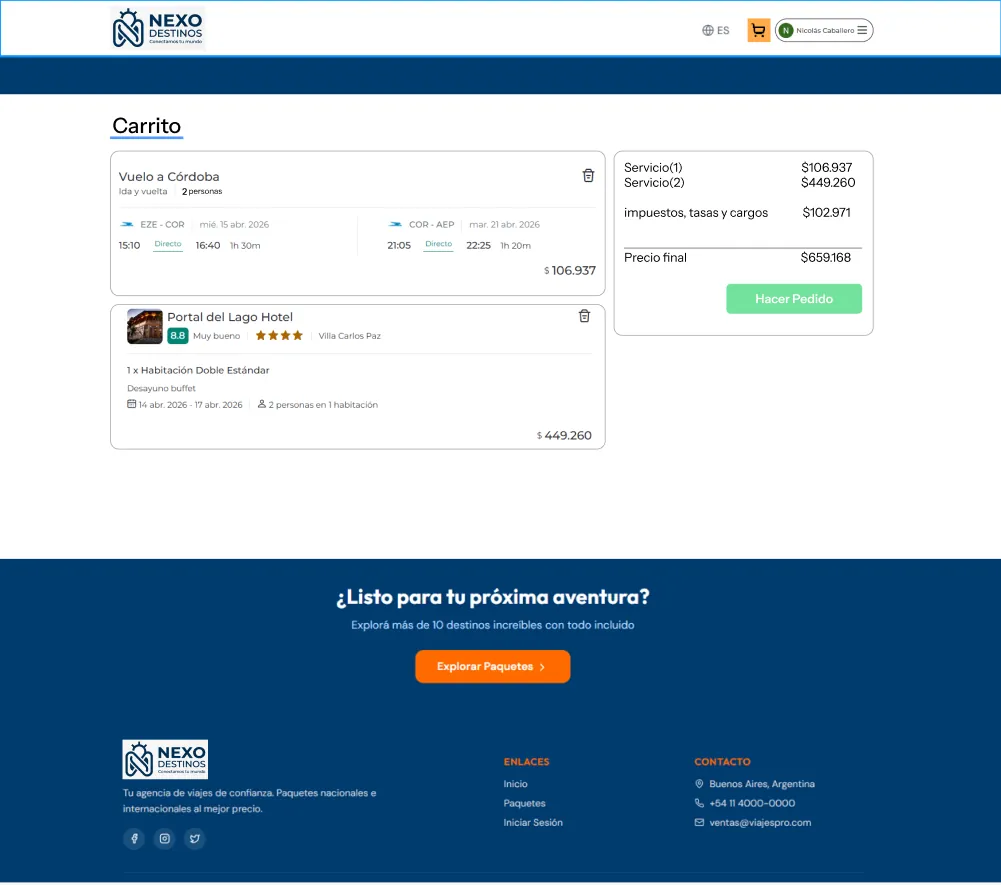 NEXO
DESTINOS
Conectamos tu mundo
ES
N
Nicolás Caballero
Carrito
Vuelo a Córdoba
Ida y vuelta
2 personas
EZE - COR
mié. 15 abr. 2026
15:10
Directo
16:40
1h 30m
COR - AEP
mar. 21 abr. 2026
21:05
Directo
22:25
1h 20m
$ 106.937
Portal del Lago Hotel
8.8
Muy bueno
Villa Carlos Paz
1 x Habitación Doble Estándar
Desayuno buffet
14 abr. 2026 - 17 abr. 2026
2 personas en 1 habitación
$ 449.260
Servicio(1) $106.937
Servicio(2) $449.260
impuestos, tasas y cargos $102.971
Precio final $659.168
Hacer Pedido
¿Listo para tu próxima aventura?
Explorá más de 10 destinos increíbles con todo incluido
Explorar Paquetes
NEXO
DESTINOS
Conectamos tu mundo
Tu agencia de viajes de confianza. Paquetes nacionales e
internacionales al mejor precio.
ENLACES
Inicio
Paquetes
Iniciar Sesión
CONTACTO
Buenos Aires, Argentina
+54 11 4000-0000
ventas@viajespro.com